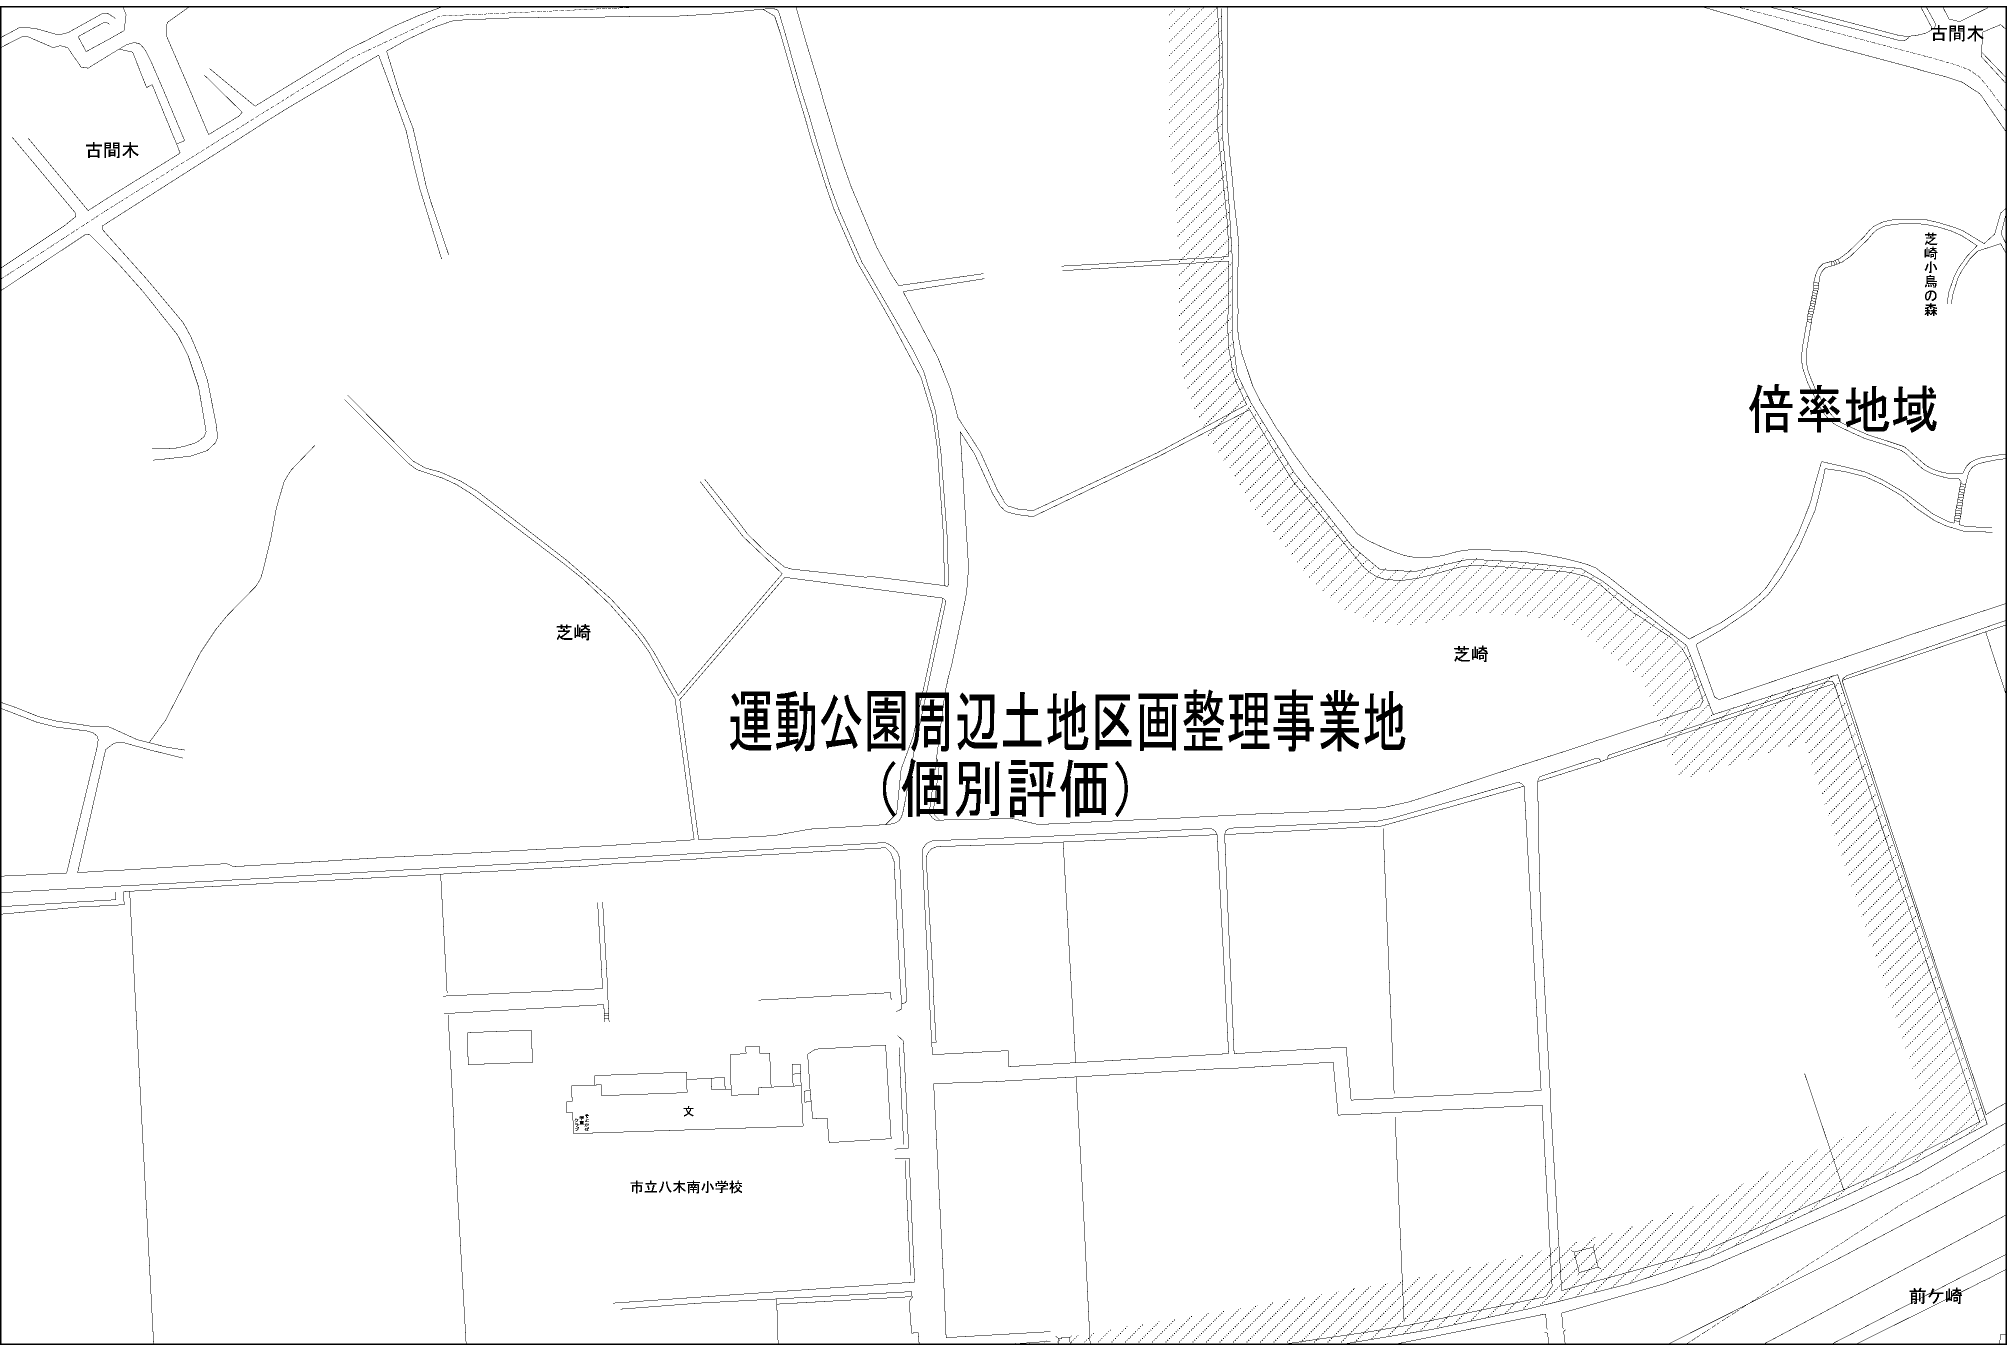 古間木
古間木
芝崎小鳥の森
倍率地域
芝崎
芝崎
運動公園周辺土地区画整理事業地
（個別評価）
文
市立八木南小学校
前ケ崎